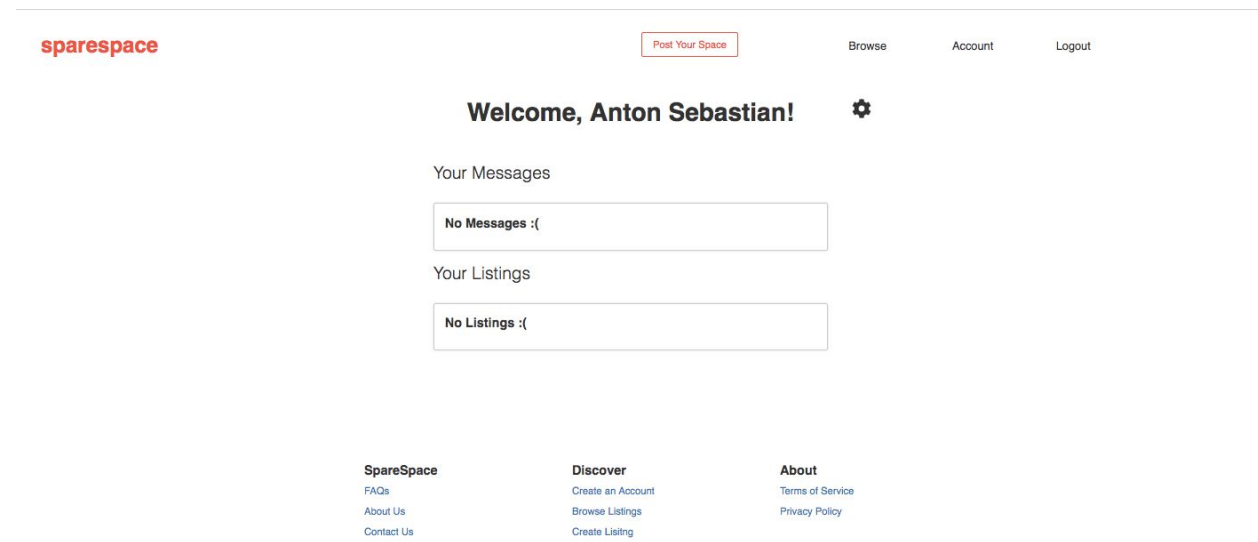 sparespace
Post Your Space
Browse
Account
Logout
Welcome, Anton Sebastian!
Your Messages
No Messages :(
Your Listings
No Listings :(
SpareSpace
FAQs
About Us
Contact Us
Discover
Create an Account
Browse Listings
Create Lisitng
About
Terms of Service
Privacy Policy